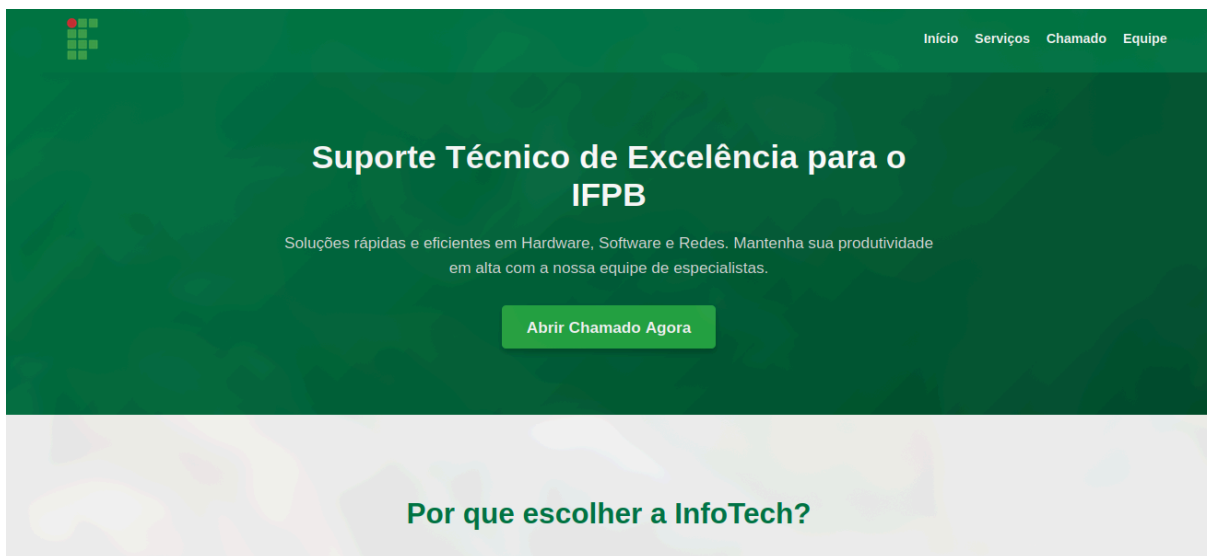 Início Serviços Chamado Equipe
Suporte Técnico de Excelência para o
IFPB
Soluções rápidas e eficientes em Hardware, Software e Redes. Mantenha sua produtividade
em alta com a nossa equipe de especialistas.
Abrir Chamado Agora
Por que escolher a InfoTech?